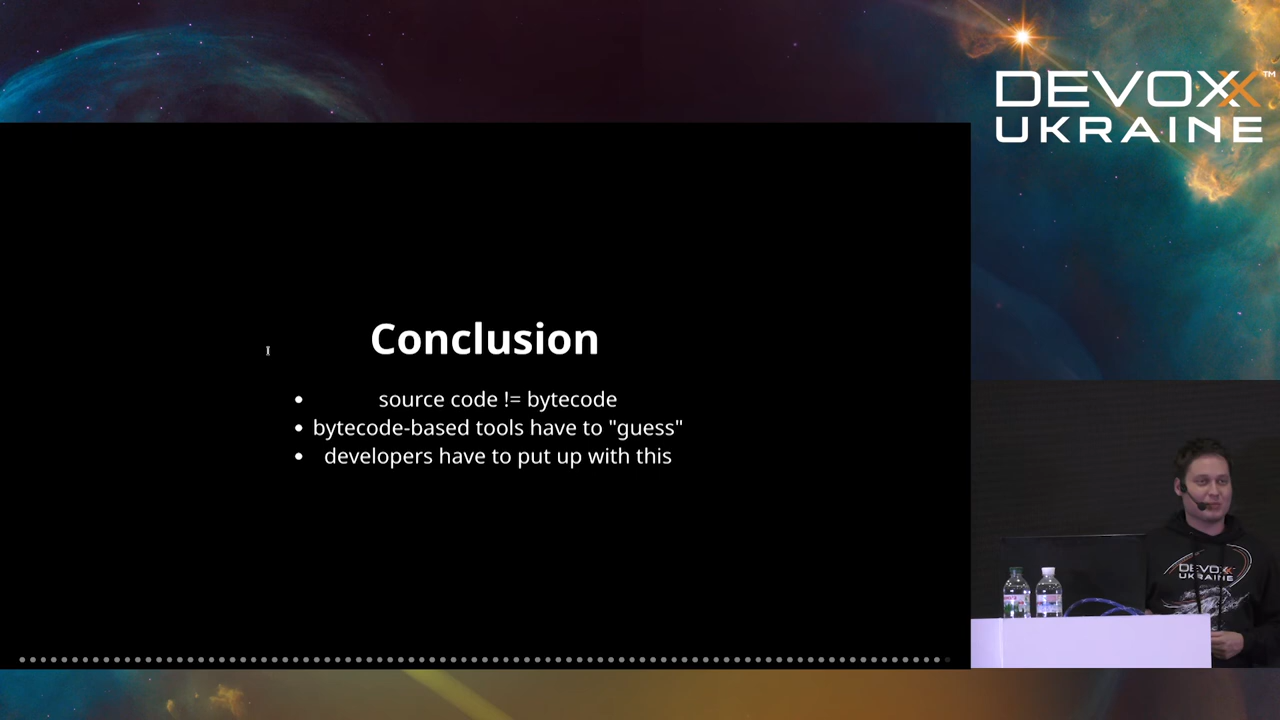 DEVOXX™
UKRAINE
Conclusion
• source code != bytecode
• bytecode-based tools have to "guess"
• developers have to put up with this
DEVOXX
UKRAINE